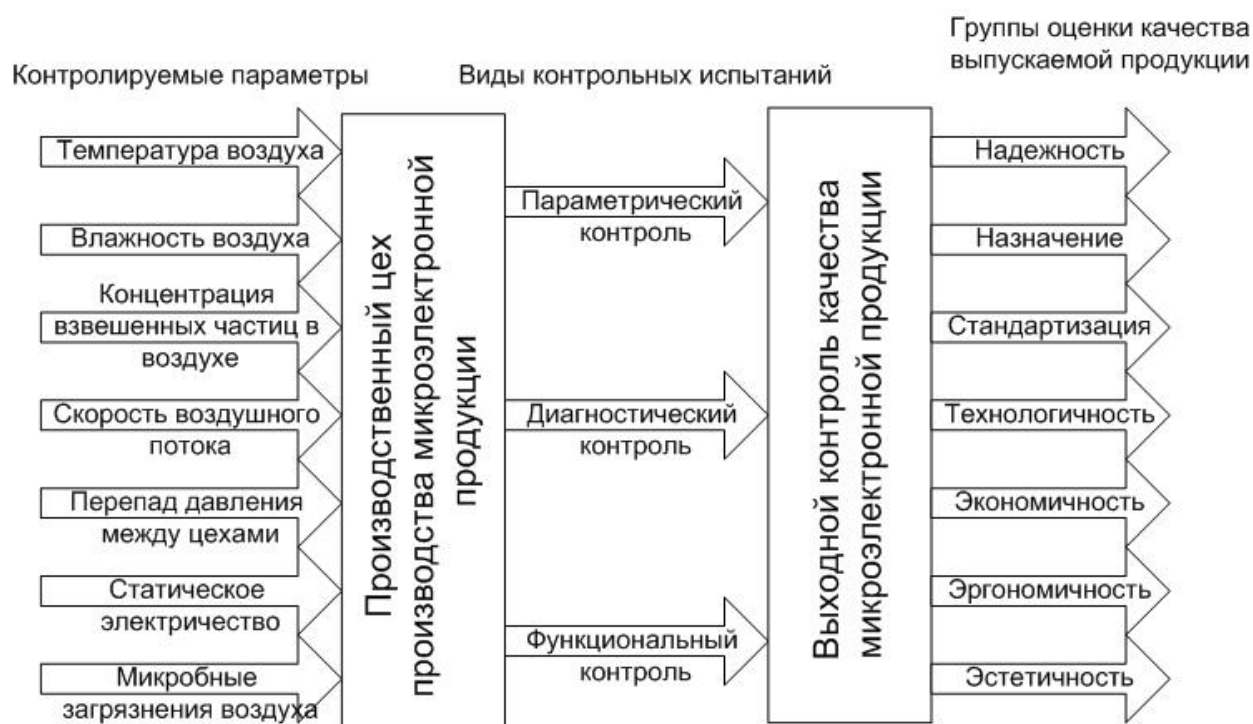 Группы оценки качества
выпускаемой продукции
Контролируемые параметры
Виды контрольных испытаний
Температура воздуха
Влажность воздуха
Концентрация
взвешенных частиц в
воздухе
Скорость воздушного
потока
Перепад давления
между цехами
Статическое
электричество
Микробные
загрязнения воздуха
Производственный цех
производства микроэлектронной
продукции
Параметрический
контроль
Диагностический
контроль
Функциональный
контроль
Выходной контроль качества
микроэлектронной продукции
Надежность
Назначение
Стандартизация
Технологичность
Экономичность
Эргономичность
Эстетичность